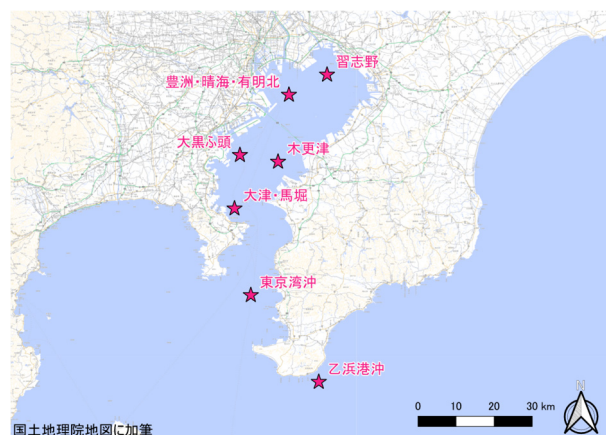 習志野
豊洲・晴海・有明北
大黒ふ頭
木更津
大津・馬堀
東京湾沖
乙浜港沖
N
0 10 20 30 km
国土地理院地図に加筆